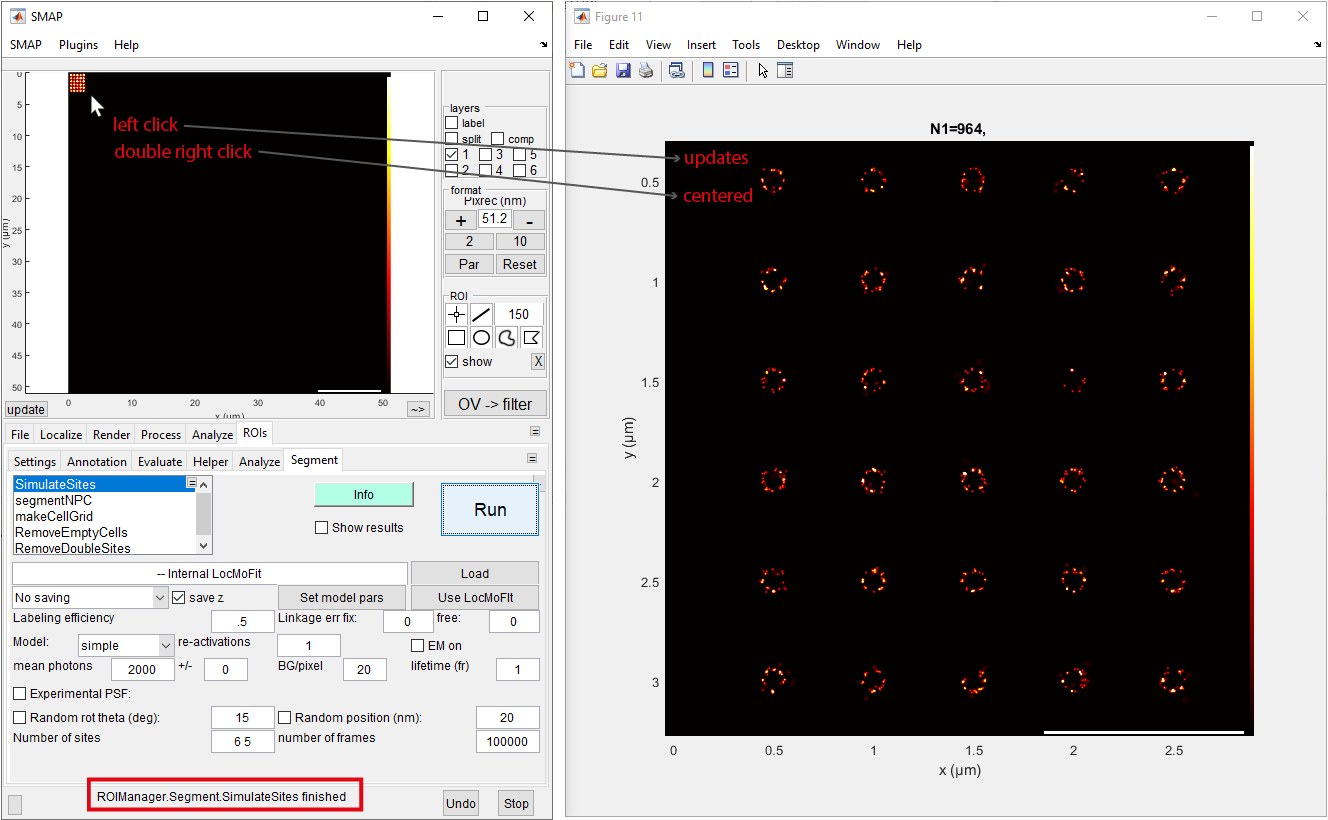 SMAP
SMAP Plugins Help
0
5
10
15
20
25
30
35
40
45
50
y (µm)
0 10 20 30 40 50
x (µm)
left click
double right click
update
~>
layers
label
split comp
1 3 5
2 4 6
format
Pixrec (nm)
+ 51.2 -
2 10
Par Reset
ROI
150
show X
OV -> filter
File Localize Render Process Analyze ROIs
Settings Annotation Evaluate Helper Analyze Segment
SimulateSites
segmentNPC
makeCellGrid
RemoveEmptyCells
RemoveDoubleSites
Info
Show results
Run
-- Internal LocMoFit Load
No saving save z Set model pars Use LocMoFIt
Labeling efficiency .5 Linkage err fix: 0 free: 0
Model: simple re-activations 1 EM on
mean photons 2000 +/- 0 BG/pixel 20 lifetime (fr) 1
Experimental PSF:
Random rot theta (deg): 15 Random position (nm): 20
Number of sites 6 5 number of frames 100000
ROIManager.Segment.SimulateSites finished
Undo Stop
Figure 11
File Edit View Insert Tools Desktop Window Help
N1=964,
updates
centered
0.5
1
1.5
2
2.5
3
y (µm)
0 0.5 1 1.5 2 2.5
x (µm)